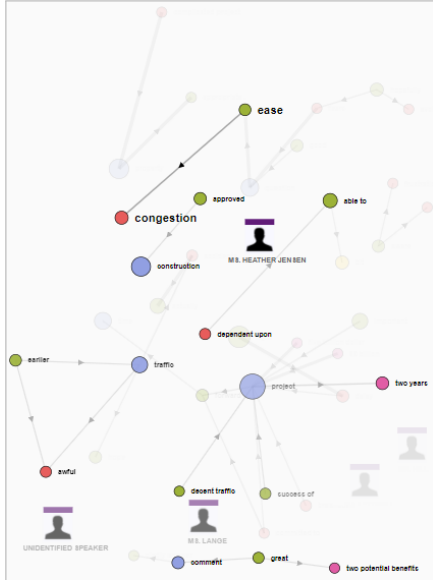 ease
approved
able to
congestion
MS. HEATHER JENSEN
construction
dependent upon
earlier
traffic
project
two years
awful
decent traffic
success of
MS. LANGE
UNIDENTIFIED SPEAKER
comment
great
two potential benefits